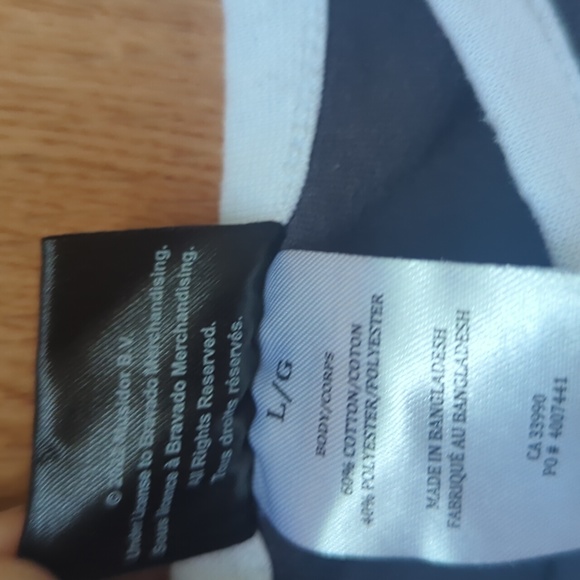 © Musidor B.V
Under License to Bravado Merchandising.
Sous licence à Bravado Merchandising.
All Rights Reserved.
Tous droits réservés.
L/G
BODY/CORPS
60% COTTON/COTON
40% POLYESTER/POLYESTER
MADE IN BANGLADESH
FABRIQUÉ AU BANGLADESH
CA 33990
PO # 4007441